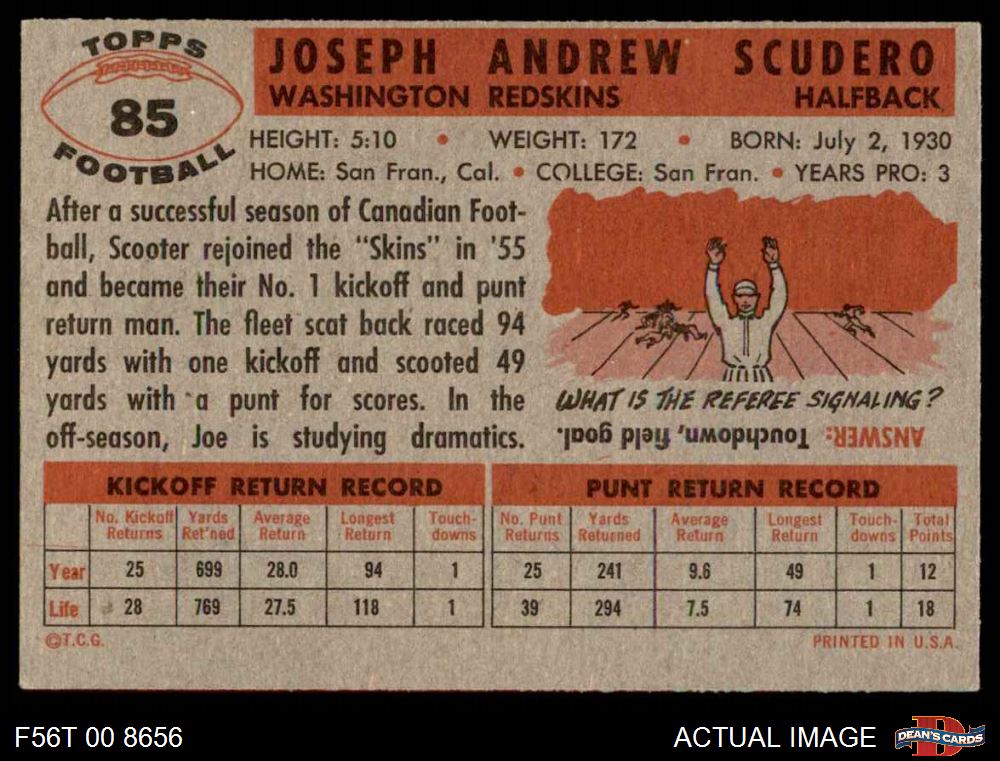 TOPPS
85
FOOTBALL
JOSEPH ANDREW SCUDERO
WASHINGTON REDSKINS HALFBACK
HEIGHT: 5:10 • WEIGHT: 172 • BORN: July 2, 1930
HOME: San Fran., Cal. • COLLEGE: San Fran. • YEARS PRO: 3
After a successful season of Canadian Foot-
ball, Scooter rejoined the "Skins" in '55
and became their No. 1 kickoff and punt
return man. The fleet scat back raced 94
yards with one kickoff and scooted 49
yards with a punt for scores. In the
off-season, Joe is studying dramatics.
WHAT IS THE REFEREE SIGNALING?
ANSWER: Touchdown, field goal.
KICKOFF RETURN RECORD
No. Kickoff Returns Yards Ret'ned Average Return Longest Return Touch-downs
Year 25 699 28.0 94 1
Life 28 769 27.5 118 1
PUNT RETURN RECORD
No. Punt Returns Yards Returned Average Return Longest Return Touch-downs Total Points
25 241 9.6 49 1 12
39 294 7.5 74 1 18
©T.C.G. PRINTED IN U.S.A.
F56T 00 8656 ACTUAL IMAGE DEAN'S CARDS